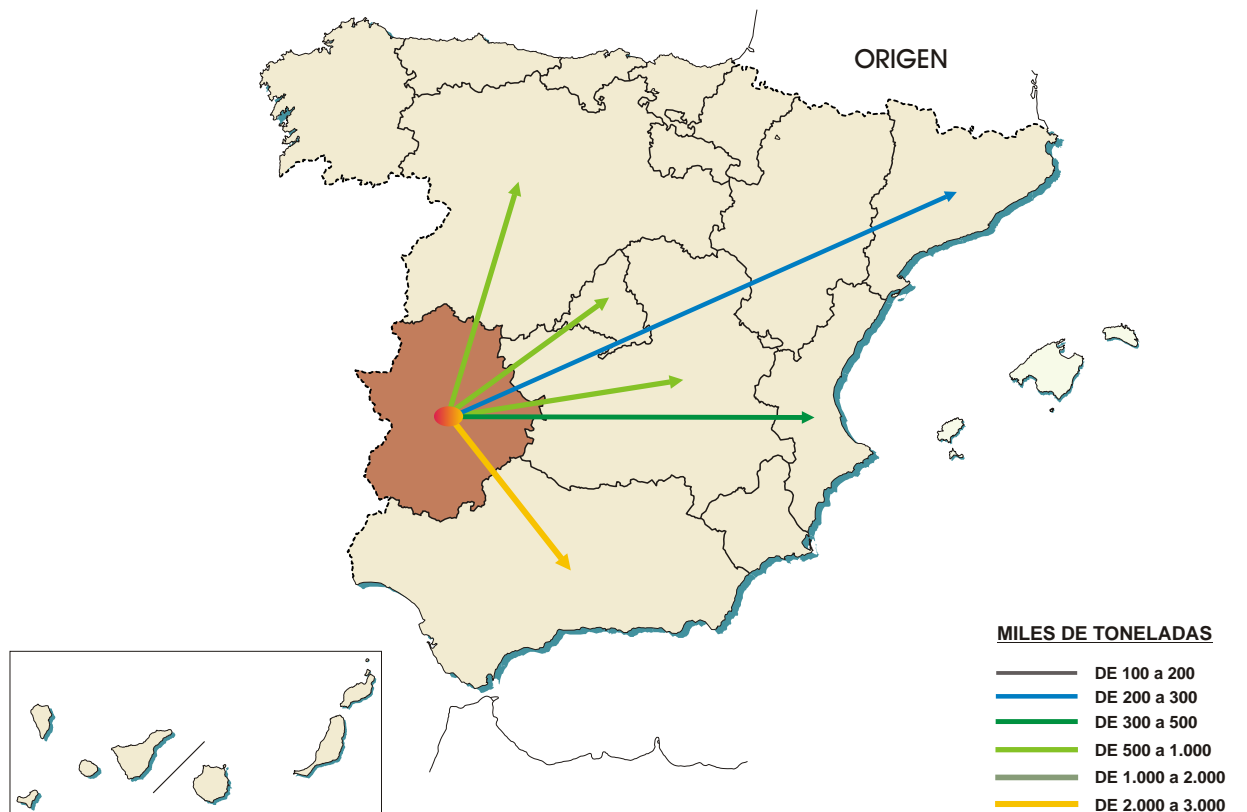 ORIGEN
MILES DE TONELADAS
DE 100 a 200
DE 200 a 300
DE 300 a 500
DE 500 a 1.000
DE 1.000 a 2.000
DE 2.000 a 3.000